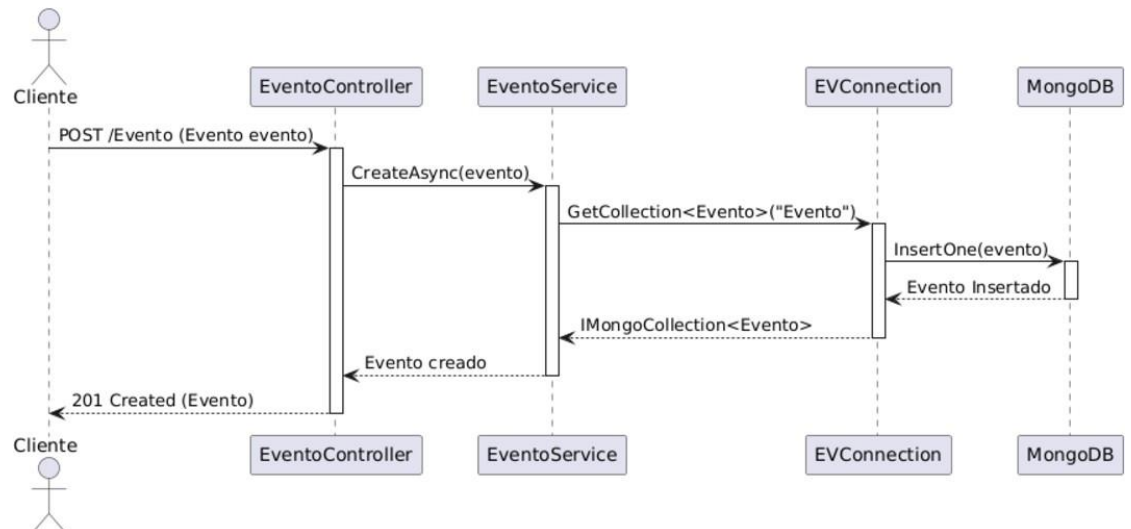 Cliente
EventoController
EventoService
EVConnection
MongoDB
POST /Evento (Evento evento)
CreateAsync(evento)
GetCollection<Evento>("Evento")
InsertOne(evento)
Evento Insertado
IMongoCollection<Evento>
Evento creado
201 Created (Evento)
Cliente
EventoController
EventoService
EVConnection
MongoDB